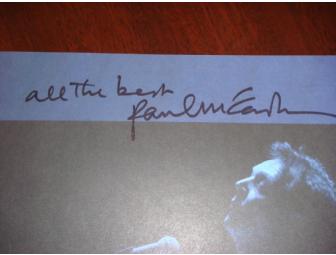 all the best
Paul McCartney